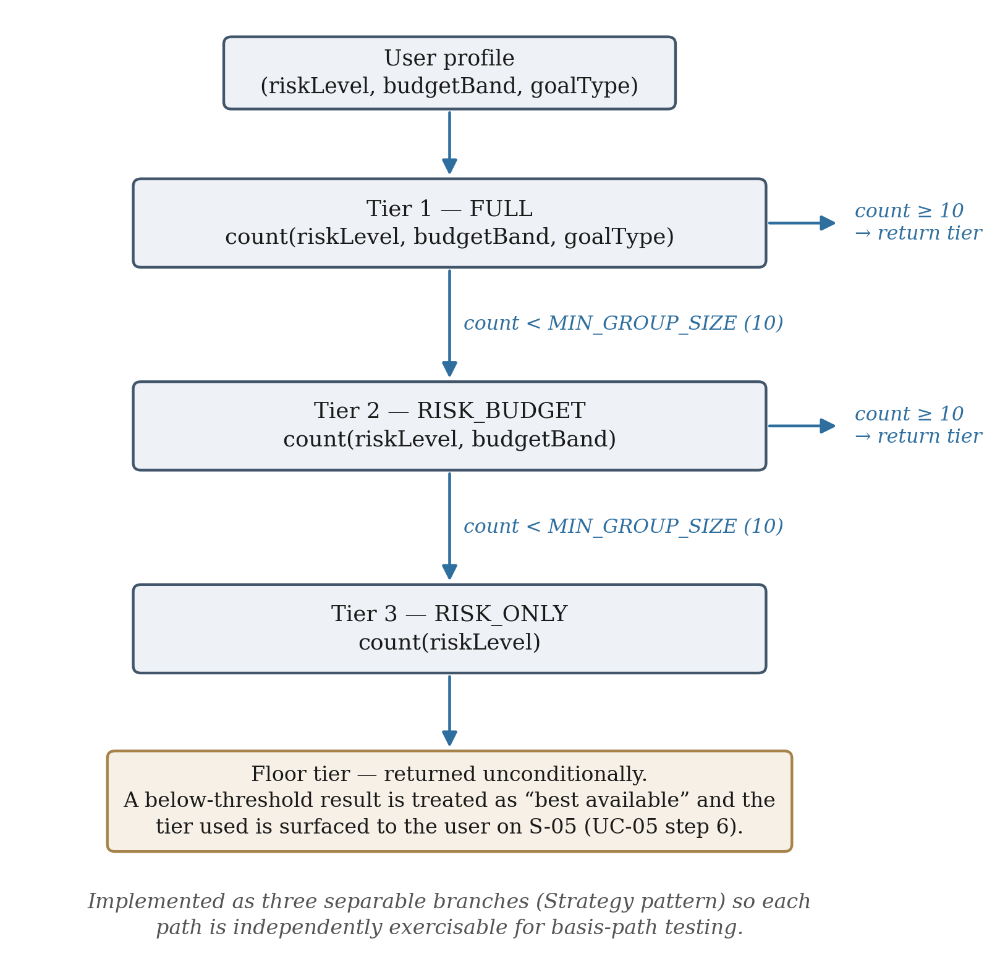 User profile
(riskLevel, budgetBand, goalType)
Tier 1 — FULL
count(riskLevel, budgetBand, goalType)
count ≥ 10
→ return tier
count < MIN_GROUP_SIZE (10)
Tier 2 — RISK_BUDGET
count(riskLevel, budgetBand)
count ≥ 10
→ return tier
count < MIN_GROUP_SIZE (10)
Tier 3 — RISK_ONLY
count(riskLevel)
Floor tier — returned unconditionally.
A below-threshold result is treated as “best available” and the
tier used is surfaced to the user on S-05 (UC-05 step 6).
Implemented as three separable branches (Strategy pattern) so each
path is independently exercisable for basis-path testing.